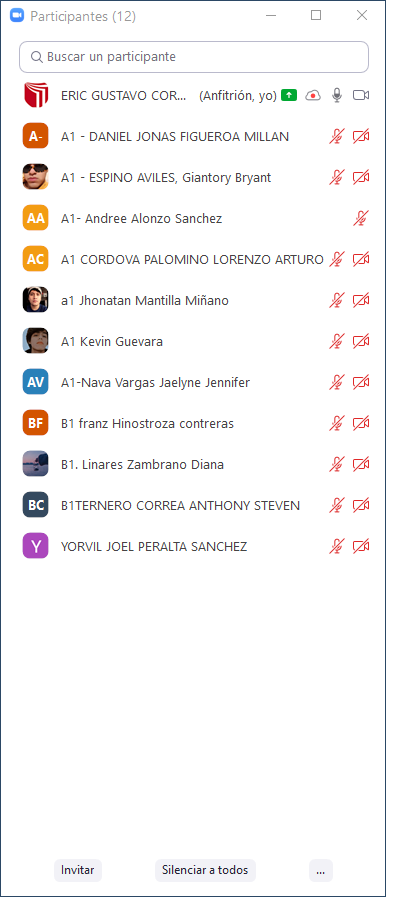 Participantes (12)
Buscar un participante
ERIC GUSTAVO COR... (Anfitrión, yo)
A- A1 - DANIEL JONAS FIGUEROA MILLAN
A1 - ESPINO AVILES, Giantory Bryant
AA A1- Andree Alonzo Sanchez
AC A1 CORDOVA PALOMINO LORENZO ARTURO
a1 Jhonatan Mantilla Miñano
A1 Kevin Guevara
AV A1-Nava Vargas Jaelyne Jennifer
BF B1 franz Hinostroza contreras
B1. Linares Zambrano Diana
BC B1TERNERO CORREA ANTHONY STEVEN
Y YORVIL JOEL PERALTA SANCHEZ
Invitar Silenciar a todos ...